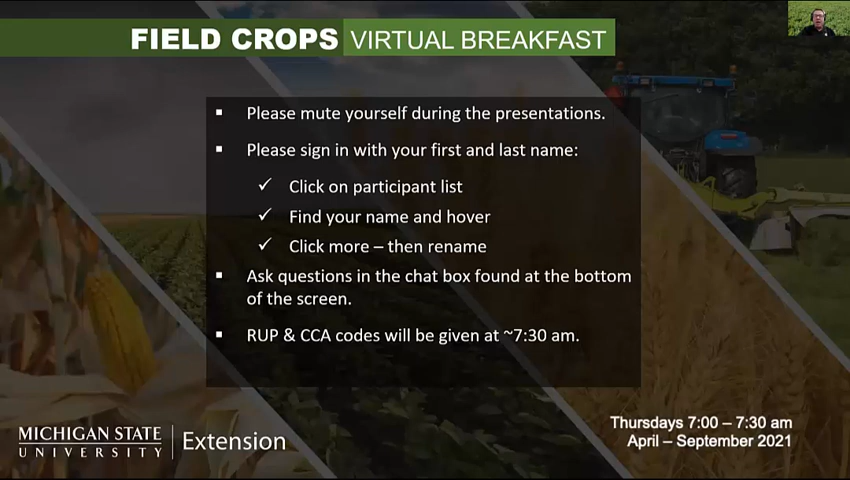 FIELD CROPS VIRTUAL BREAKFAST
▪ Please mute yourself during the presentations.
▪ Please sign in with your first and last name:
✓ Click on participant list
✓ Find your name and hover
✓ Click more – then rename
▪ Ask questions in the chat box found at the bottom
of the screen.
▪ RUP & CCA codes will be given at ~7:30 am.
Thursdays 7:00 – 7:30 am
April – September 2021
MICHIGAN STATE
UNIVERSITY
Extension